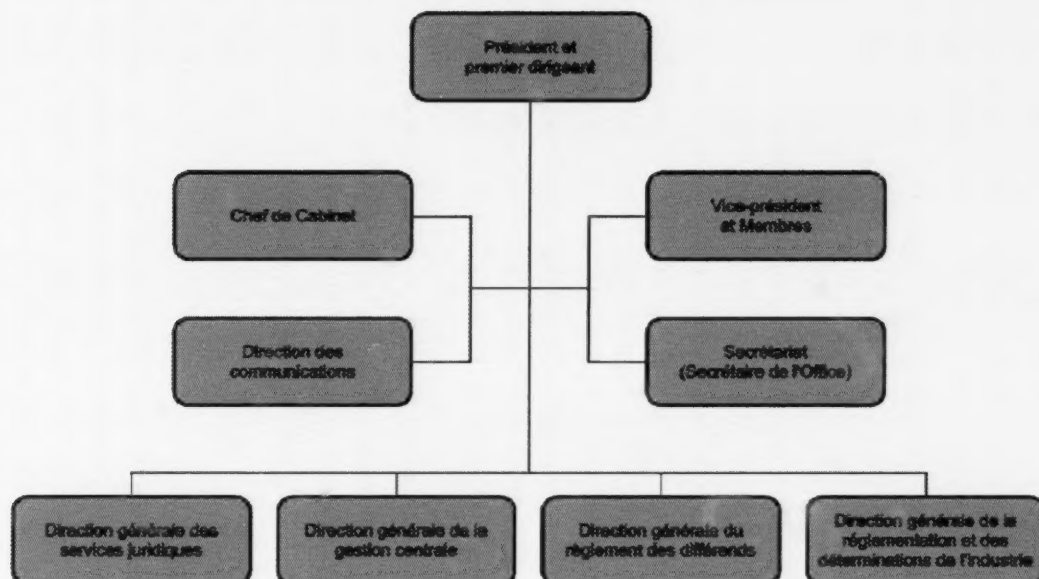 Président et
premier dirigeant
Chef de Cabinet
Vice-président
et Membres
Direction des
communications
Secrétariat
(Secrétaire de l'Office)
Direction générale des
services juridiques
Direction générale de la
gestion centrale
Direction générale du
règlement des différends
Direction générale de la
réglementation et des
déterminations de l'industrie